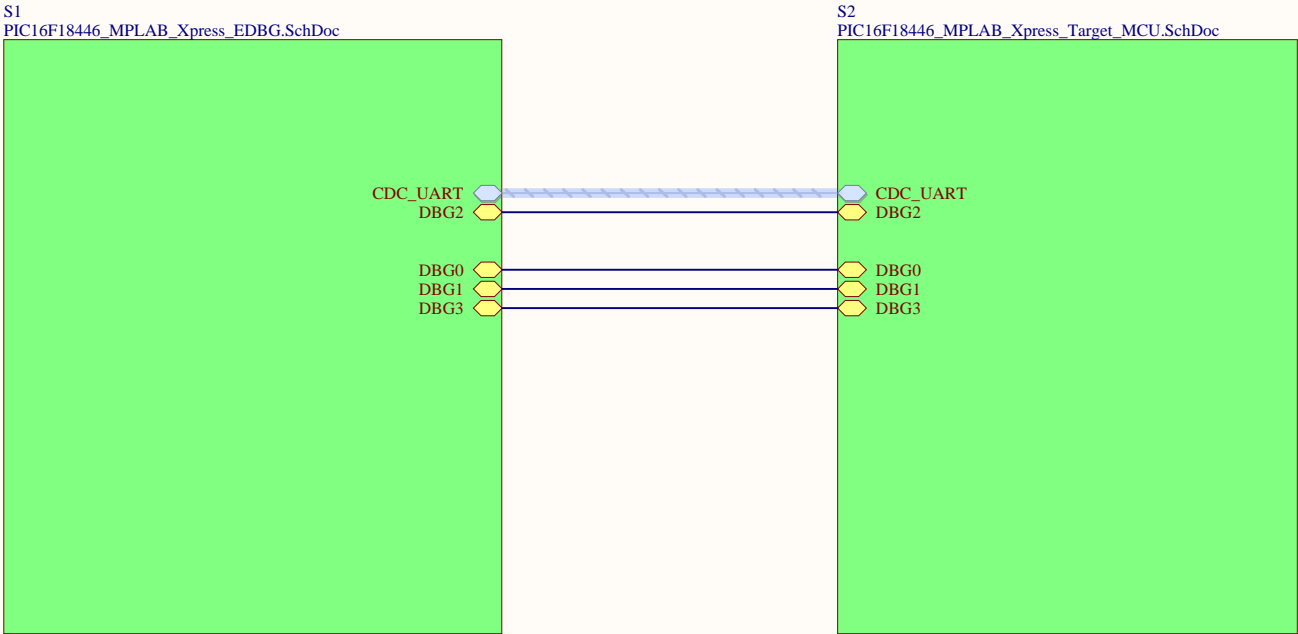 S1
PIC16F18446_MPLAB_Xpress_EDBG.SchDoc
CDC_UART
DBG2
DBG0
DBG1
DBG3
S2
PIC16F18446_MPLAB_Xpress_Target_MCU.SchDoc
CDC_UART
DBG2
DBG0
DBG1
DBG3